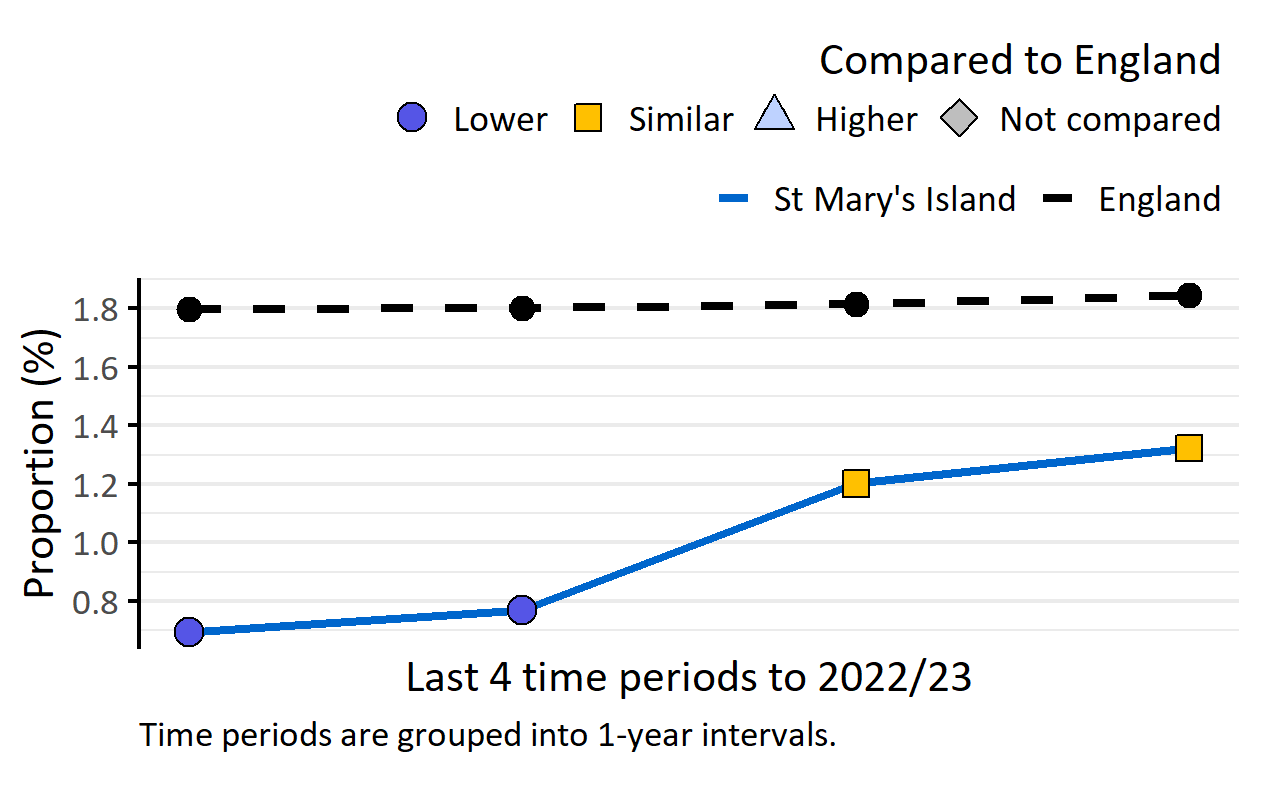 Compared to England
Lower Similar Higher Not compared
St Mary's Island England
Proportion (%)
1.8
1.6
1.4
1.2
1.0
0.8
Last 4 time periods to 2022/23
Time periods are grouped into 1-year intervals.